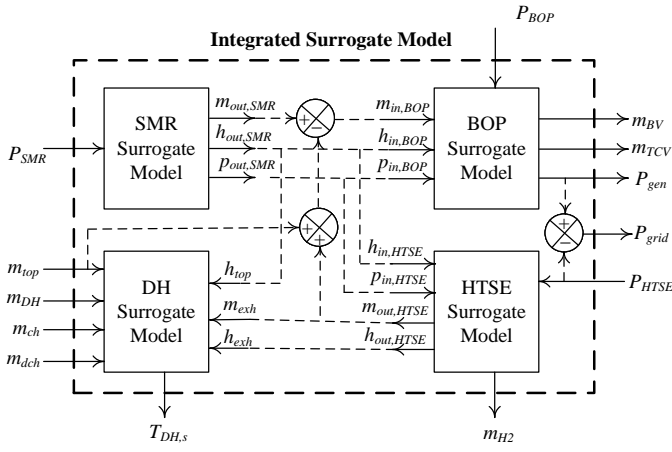 P_BOP
Integrated Surrogate Model
SMR
Surrogate
Model
m_out,SMR
h_out,SMR
p_out,SMR
+
−
m_in,BOP
h_in,BOP
p_in,BOP
BOP
Surrogate
Model
m_BV
m_TCV
P_gen
P_SMR
+
+
+
−
P_grid
m_top
m_DH
m_ch
m_dch
DH
Surrogate
Model
h_top
m_exh
h_exh
h_in,HTSE
p_in,HTSE
m_out,HTSE
h_out,HTSE
HTSE
Surrogate
Model
P_HTSE
T_DH,s
m_H2